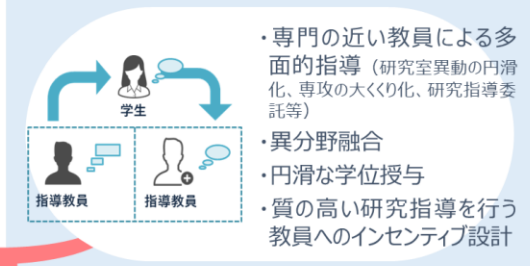 学生
指導教員
指導教員
・専門の近い教員による多
面的指導（研究室異動の円滑
化、専攻の大くくり化、研究指導委
託等）
・異分野融合
・円滑な学位授与
・質の高い研究指導を行う
教員へのインセンティブ設計